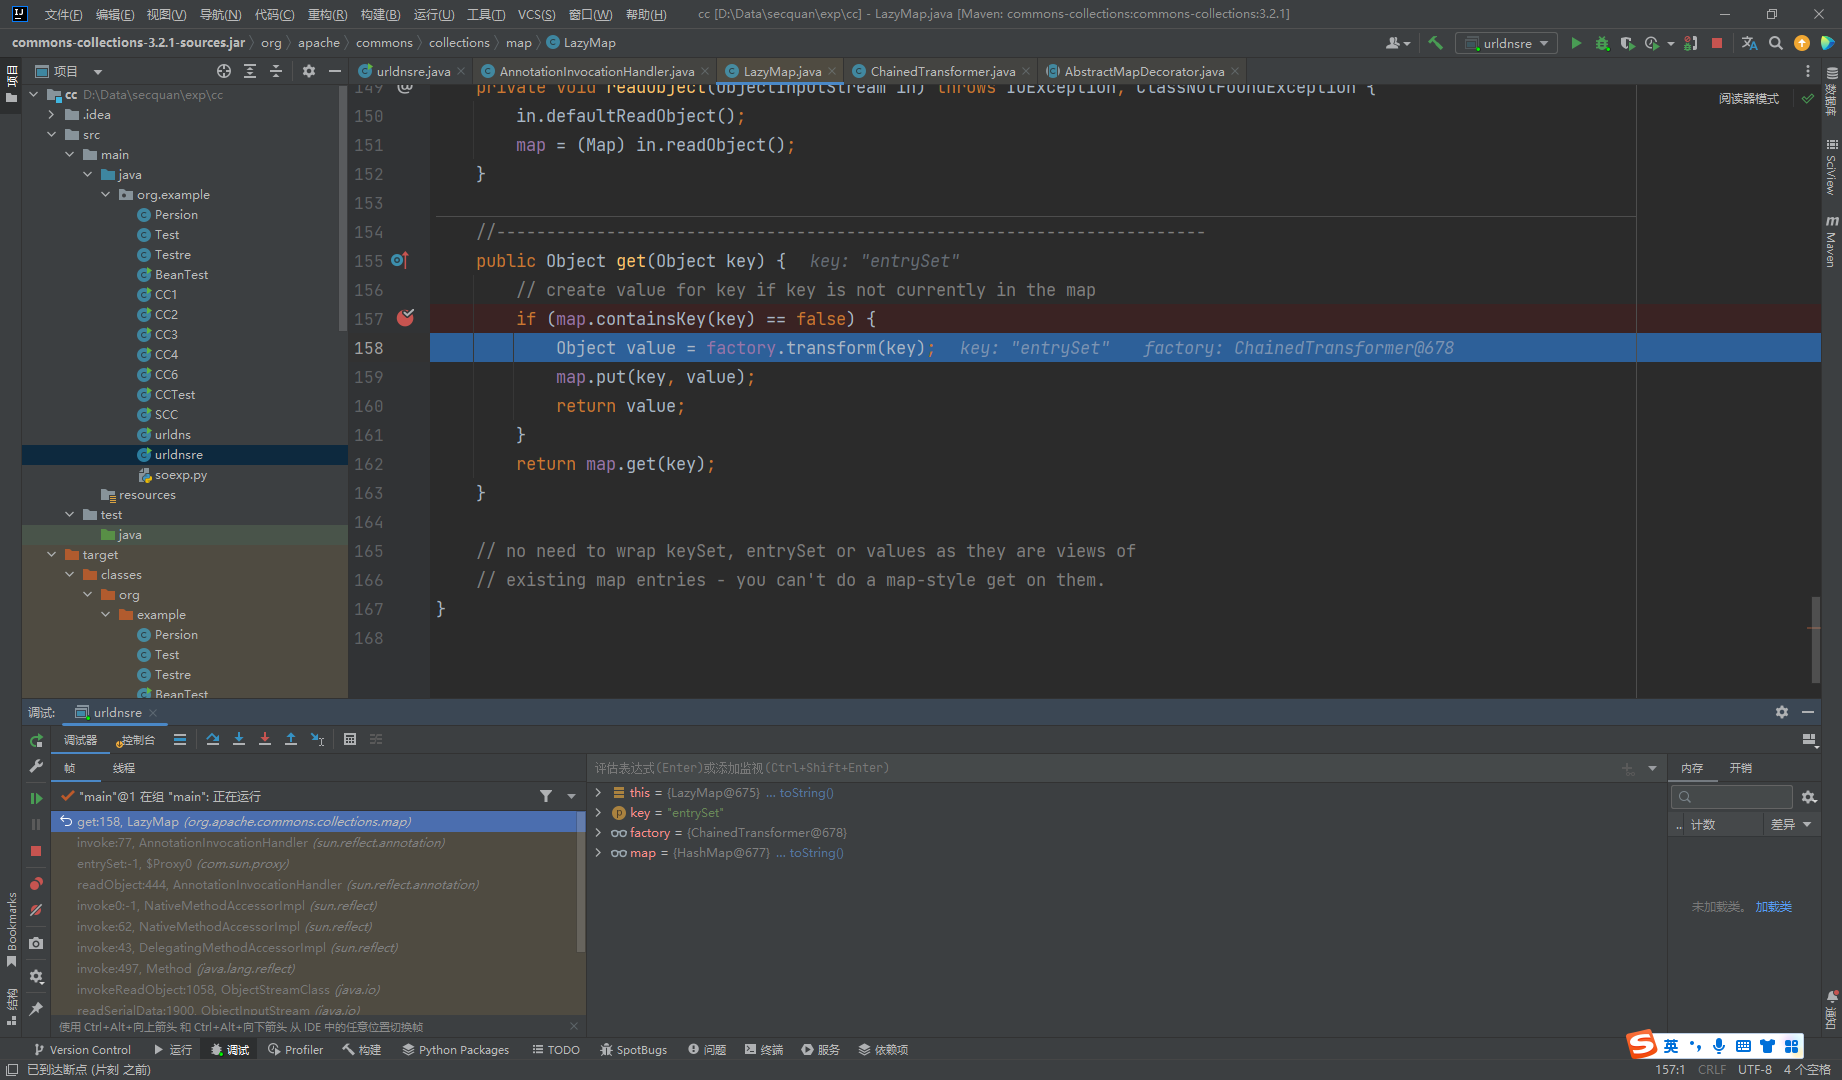 文件(F) 编辑(E) 视图(V) 导航(N) 代码(C) 重构(R) 构建(B) 运行(U) 工具(T) VCS(S) 窗口(W) 帮助(H) cc [D:\Data\secquan\exp\cc] - LazyMap.java [Maven: commons-collections:commons-collections:3.2.1]
commons-collections-3.2.1-sources.jar org apache commons collections map LazyMap
urldnsre
项目
urldnsre.java AnnotationInvocationHandler.java LazyMap.java ChainedTransformer.java AbstractMapDecorator.java
项目
cc D:\Data\secquan\exp\cc
.idea
src
main
java
org.example
Persion
Test
Testre
BeanTest
CC1
CC2
CC3
CC4
CC6
CCTest
SCC
urldns
urldnsre
soexp.py
resources
test
java
target
classes
org
example
Persion
Test
Testre
BeanTest
阅读器模式
149 private void readObject(ObjectInputStream in) throws IOException, ClassNotFoundException {
150 in.defaultReadObject();
151 map = (Map) in.readObject();
152 }
153
154 //-----------------------------------------------------------------------
155 public Object get(Object key) { key: "entrySet"
156 // create value for key if key is not currently in the map
157 if (map.containsKey(key) == false) {
158 Object value = factory.transform(key); key: "entrySet" factory: ChainedTransformer@678
159 map.put(key, value);
160 return value;
161 }
162 return map.get(key);
163 }
164
165 // no need to wrap keySet, entrySet or values as they are views of
166 // existing map entries - you can't do a map-style get on them.
167 }
168
数据库
SciView
Maven
调试: urldnsre
调试器 控制台
帧 线程
"main"@1 在组 "main": 正在运行
get:158, LazyMap (org.apache.commons.collections.map)
invoke:77, AnnotationInvocationHandler (sun.reflect.annotation)
entrySet:-1, $Proxy0 (com.sun.proxy)
readObject:444, AnnotationInvocationHandler (sun.reflect.annotation)
invoke0:-1, NativeMethodAccessorImpl (sun.reflect)
invoke:62, NativeMethodAccessorImpl (sun.reflect)
invoke:43, DelegatingMethodAccessorImpl (sun.reflect)
invoke:497, Method (java.lang.reflect)
invokeReadObject:1058, ObjectStreamClass (java.io)
readSerialData:1900, ObjectInputStream (java.io)
使用 Ctrl+Alt+向上箭头 和 Ctrl+Alt+向下箭头 从 IDE 中的任意位置切换帧
评估表达式(Enter)或添加监视(Ctrl+Shift+Enter)
this = {LazyMap@675} ... toString()
key = "entrySet"
factory = {ChainedTransformer@678}
map = {HashMap@677} ... toString()
内存 开销
.. 计数 差异
未加载类。 加载类
Bookmarks
结构
通知
Version Control 运行 调试 Profiler 构建 Python Packages TODO SpotBugs 问题 终端 服务 依赖项
英
已到达断点 (片刻 之前) 157:1 CRLF UTF-8 4 个空格